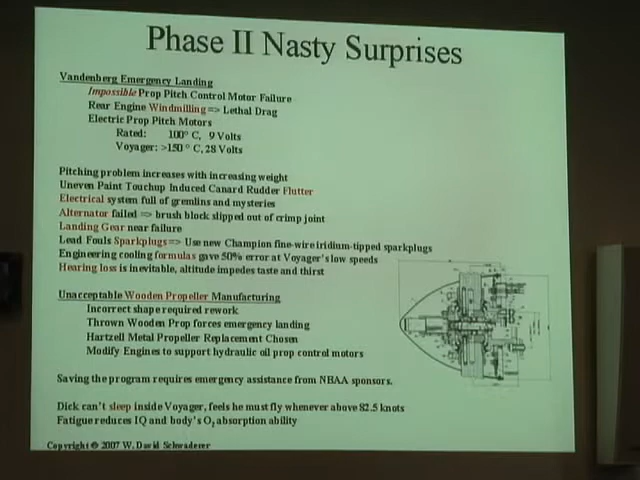 Phase II Nasty Surprises
Vandenberg Emergency Landing
Impossible Prop Pitch Control Motor Failure
Rear Engine Windmilling => Lethal Drag
Electric Prop Pitch Motors
Rated: 100° C, 9 Volts
Voyager: >150 ° C, 28 Volts
Pitching problem increases with increasing weight
Uneven Paint Touchup Induced Canard Rudder Flutter
Electrical system full of gremlins and mysteries
Alternator failed => brush block slipped out of crimp joint
Landing Gear near failure
Lead Fouls Sparkplugs=> Use new Champion fine-wire iridium-tipped sparkplugs
Engineering cooling formulas gave 50% error at Voyager's low speeds
Hearing loss is inevitable, altitude impedes taste and thirst
Unacceptable Wooden Propeller Manufacturing
Incorrect shape required rework
Thrown Wooden Prop forces emergency landing
Hartzell Metal Propeller Replacement Chosen
Modify Engines to support hydraulic oil prop control motors
Saving the program requires emergency assistance from NBAA sponsors.
Dick can't sleep inside Voyager, feels he must fly whenever above 82.5 knots
Fatigue reduces IQ and body's O2 absorption ability
Copyright © 2007 W. David Schwaderer